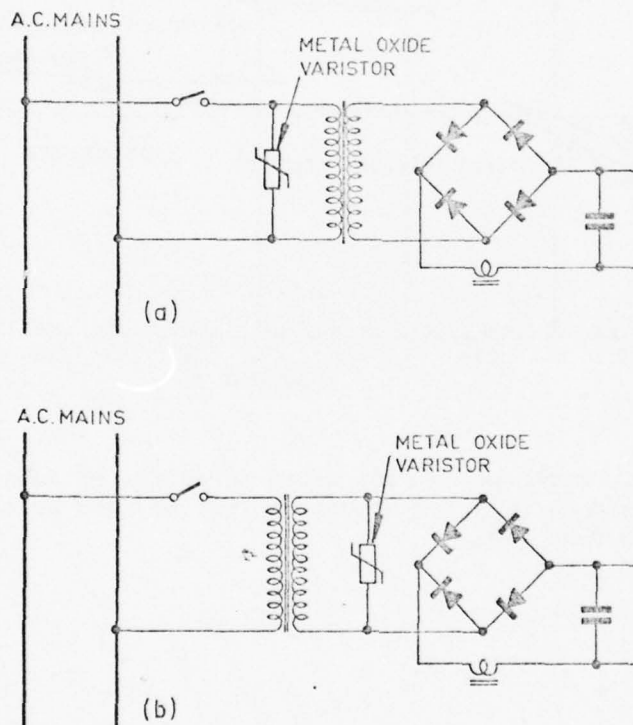 A.C. MAINS
METAL OXIDE
VARISTOR
(a)
A.C. MAINS
METAL OXIDE
VARISTOR
(b)